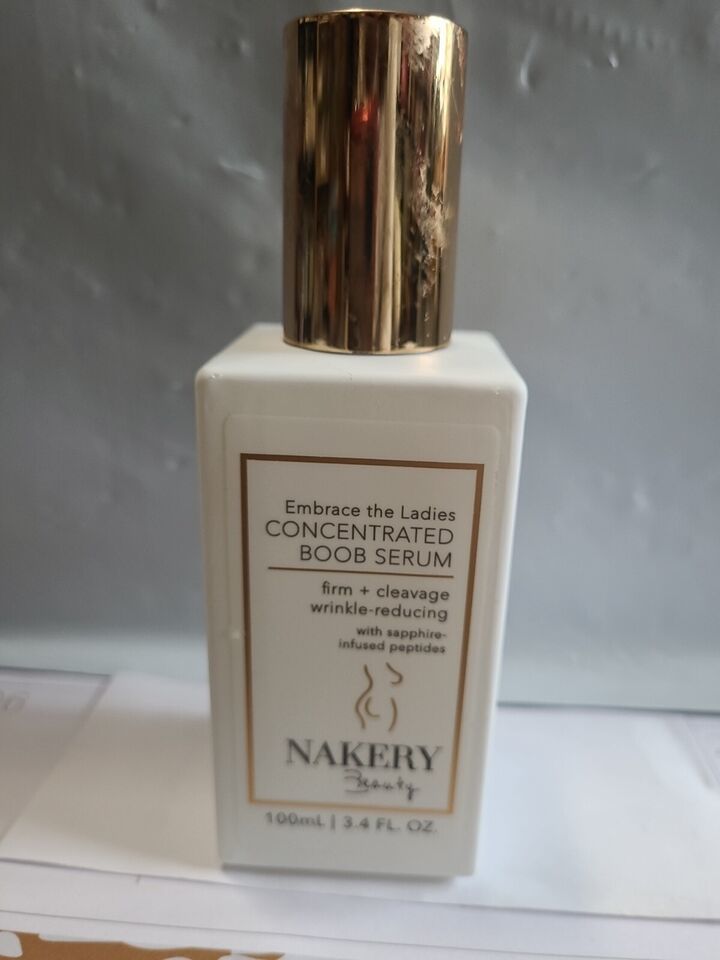 Embrace the Ladies
CONCENTRATED
BOOB SERUM
firm + cleavage
wrinkle-reducing
with sapphire-
infused peptides
NAKERY
Beauty
100mL | 3.4 FL. OZ.